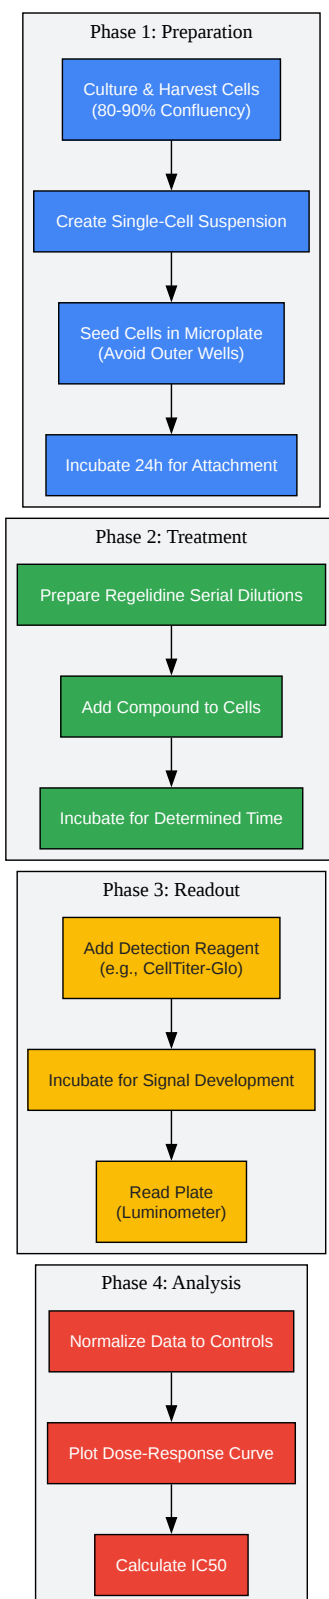 Phase 1: Preparation
Culture & Harvest Cells
(80-90% Confluency)
Create Single-Cell Suspension
Seed Cells in Microplate
(Avoid Outer Wells)
Incubate 24h for Attachment
Phase 2: Treatment
Prepare Regelidine Serial Dilutions
Add Compound to Cells
Incubate for Determined Time
Phase 3: Readout
Add Detection Reagent
(e.g., CellTiter-Glo)
Incubate for Signal Development
Read Plate
(Luminometer)
Phase 4: Analysis
Normalize Data to Controls
Plot Dose-Response Curve
Calculate IC50